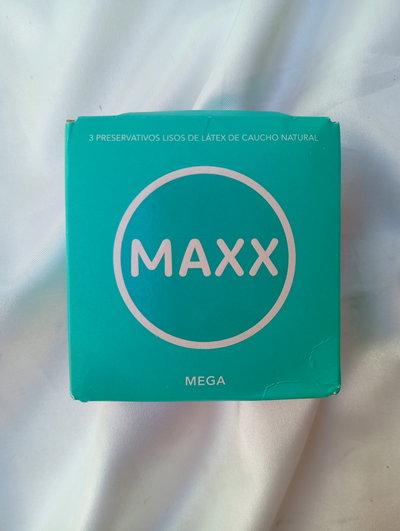 3 PRESERVATIVOS LISOS DE LÁTEX DE CAUCHO NATURAL
MAXX
MEGA